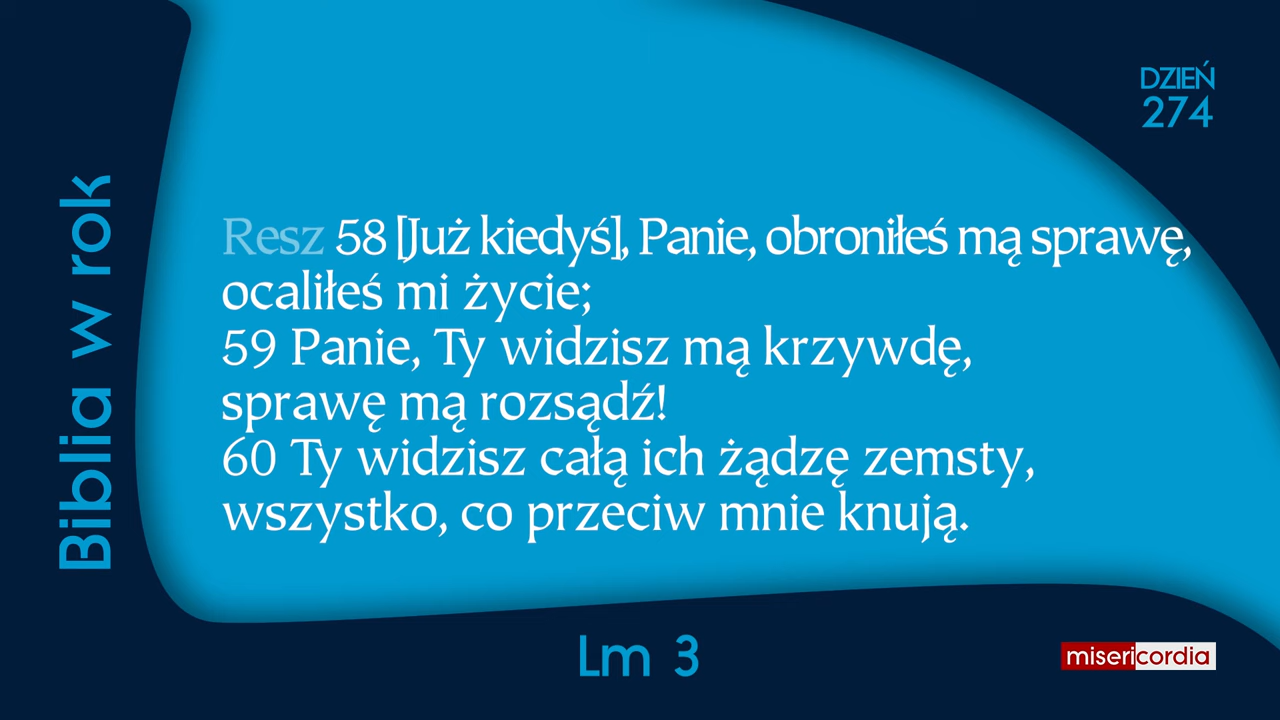 DZIEŃ
274
Biblia w rok
Resz 58 [Już kiedyś], Panie, obroniłeś mą sprawę,
ocaliłeś mi życie;
59 Panie, Ty widzisz mą krzywdę,
sprawę mą rozsądź!
60 Ty widzisz całą ich żądzę zemsty,
wszystko, co przeciw mnie knują.
Lm 3
misericordia